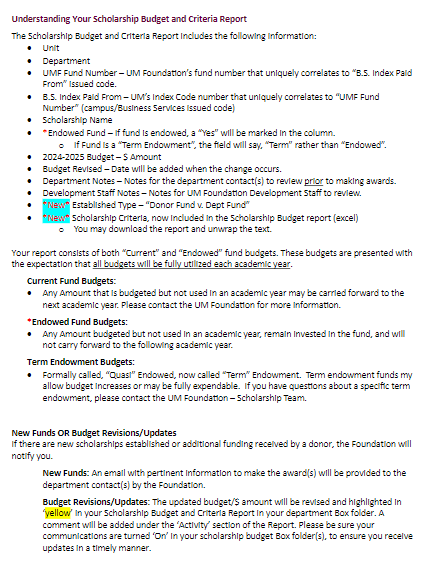 Understanding Your Scholarship Budget and Criteria Report
The Scholarship Budget and Criteria Report includes the following information:
• Unit
• Department
• UMF Fund Number – UM Foundation's fund number that uniquely correlates to "B.S. Index Paid
From" issued code.
• B.S. Index Paid From – UM's Index Code number that uniquely correlates to "UMF Fund
Number" (campus/Business Services issued code)
• Scholarship Name
• *Endowed Fund – If fund is endowed, a "Yes" will be marked in the column.
o If Fund is a "Term Endowment", the field will say, "Term" rather than "Endowed".
• 2024-2025 Budget – $ Amount
• Budget Revised – Date will be added when the change occurs.
• Department Notes – Notes for the department contact(s) to review prior to making awards.
• Development Staff Notes – Notes for UM Foundation Development Staff to review.
• *New* Established Type – "Donor Fund v. Dept Fund"
• *New* Scholarship Criteria, now included in the Scholarship Budget report (excel)
o You may download the report and unwrap the text.
Your report consists of both "Current" and "Endowed" fund budgets. These budgets are presented with
the expectation that all budgets will be fully utilized each academic year.
Current Fund Budgets:
• Any Amount that is budgeted but not used in an academic year may be carried forward to the
next academic year. Please contact the UM Foundation for more information.
*Endowed Fund Budgets:
• Any Amount budgeted but not used in an academic year, remain invested in the fund, and will
not carry forward to the following academic year.
Term Endowment Budgets:
• Formally called, "Quasi" Endowed, now called "Term" Endowment. Term endowment funds my
allow budget increases or may be fully expendable. If you have questions about a specific term
endowment, please contact the UM Foundation – Scholarship Team.
New Funds OR Budget Revisions/Updates
If there are new scholarships established or additional funding received by a donor, the Foundation will
notify you.
New Funds: An email with pertinent information to make the award(s) will be provided to the
department contact(s) by the Foundation.
Budget Revisions/Updates: The updated budget/$ amount will be revised and highlighted in
'yellow' in your Scholarship Budget and Criteria Report in your department Box folder. A
comment will be added under the 'Activity' section of the Report. Please be sure your
communications are turned 'On' in your scholarship budget Box folder(s), to ensure you receive
updates in a timely manner.